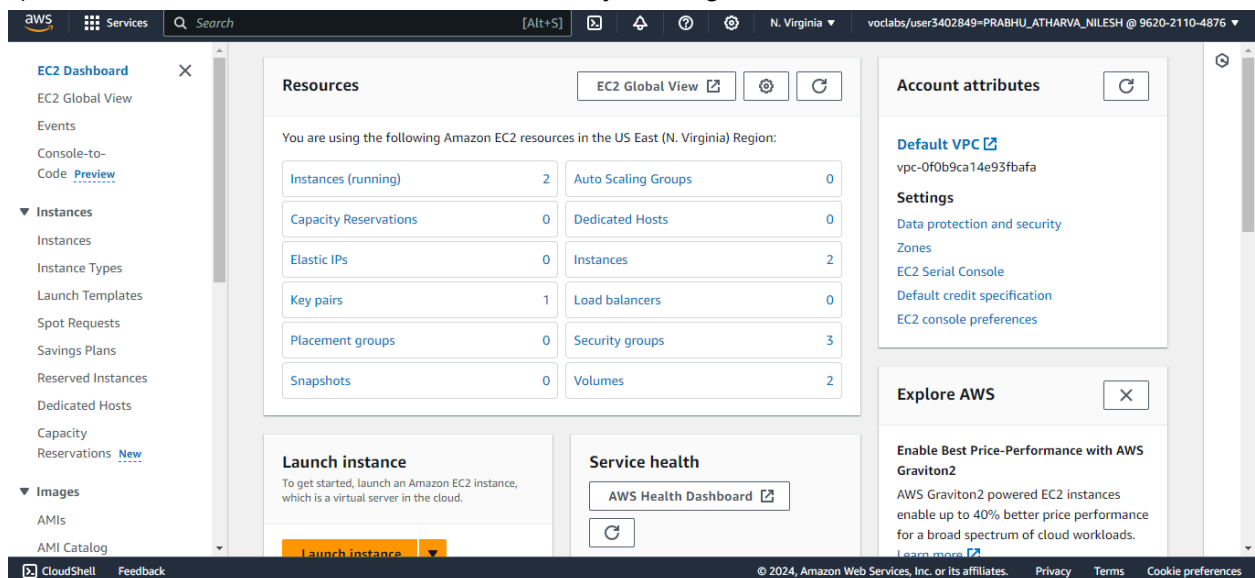 aws Services Search [Alt+S] N. Virginia voclabs/user3402849=PRABHU_ATHARVA_NILESH @ 9620-2110-4876
EC2 Dashboard
EC2 Global View
Events
Console-to-
Code Preview
Instances
Instances
Instance Types
Launch Templates
Spot Requests
Savings Plans
Reserved Instances
Dedicated Hosts
Capacity
Reservations New
Images
AMIs
AMI Catalog
Resources
EC2 Global View
You are using the following Amazon EC2 resources in the US East (N. Virginia) Region:
Instances (running) 2 Auto Scaling Groups 0
Capacity Reservations 0 Dedicated Hosts 0
Elastic IPs 0 Instances 2
Key pairs 1 Load balancers 0
Placement groups 0 Security groups 3
Snapshots 0 Volumes 2
Launch instance
To get started, launch an Amazon EC2 instance,
which is a virtual server in the cloud.
Launch instance
Service health
AWS Health Dashboard
Account attributes
Default VPC
vpc-0f0b9ca14e93fbafa
Settings
Data protection and security
Zones
EC2 Serial Console
Default credit specification
EC2 console preferences
Explore AWS
Enable Best Price-Performance with AWS
Graviton2
AWS Graviton2 powered EC2 instances
enable up to 40% better price performance
for a broad spectrum of cloud workloads.
Learn more
CloudShell Feedback © 2024, Amazon Web Services, Inc. or its affiliates. Privacy Terms Cookie preferences